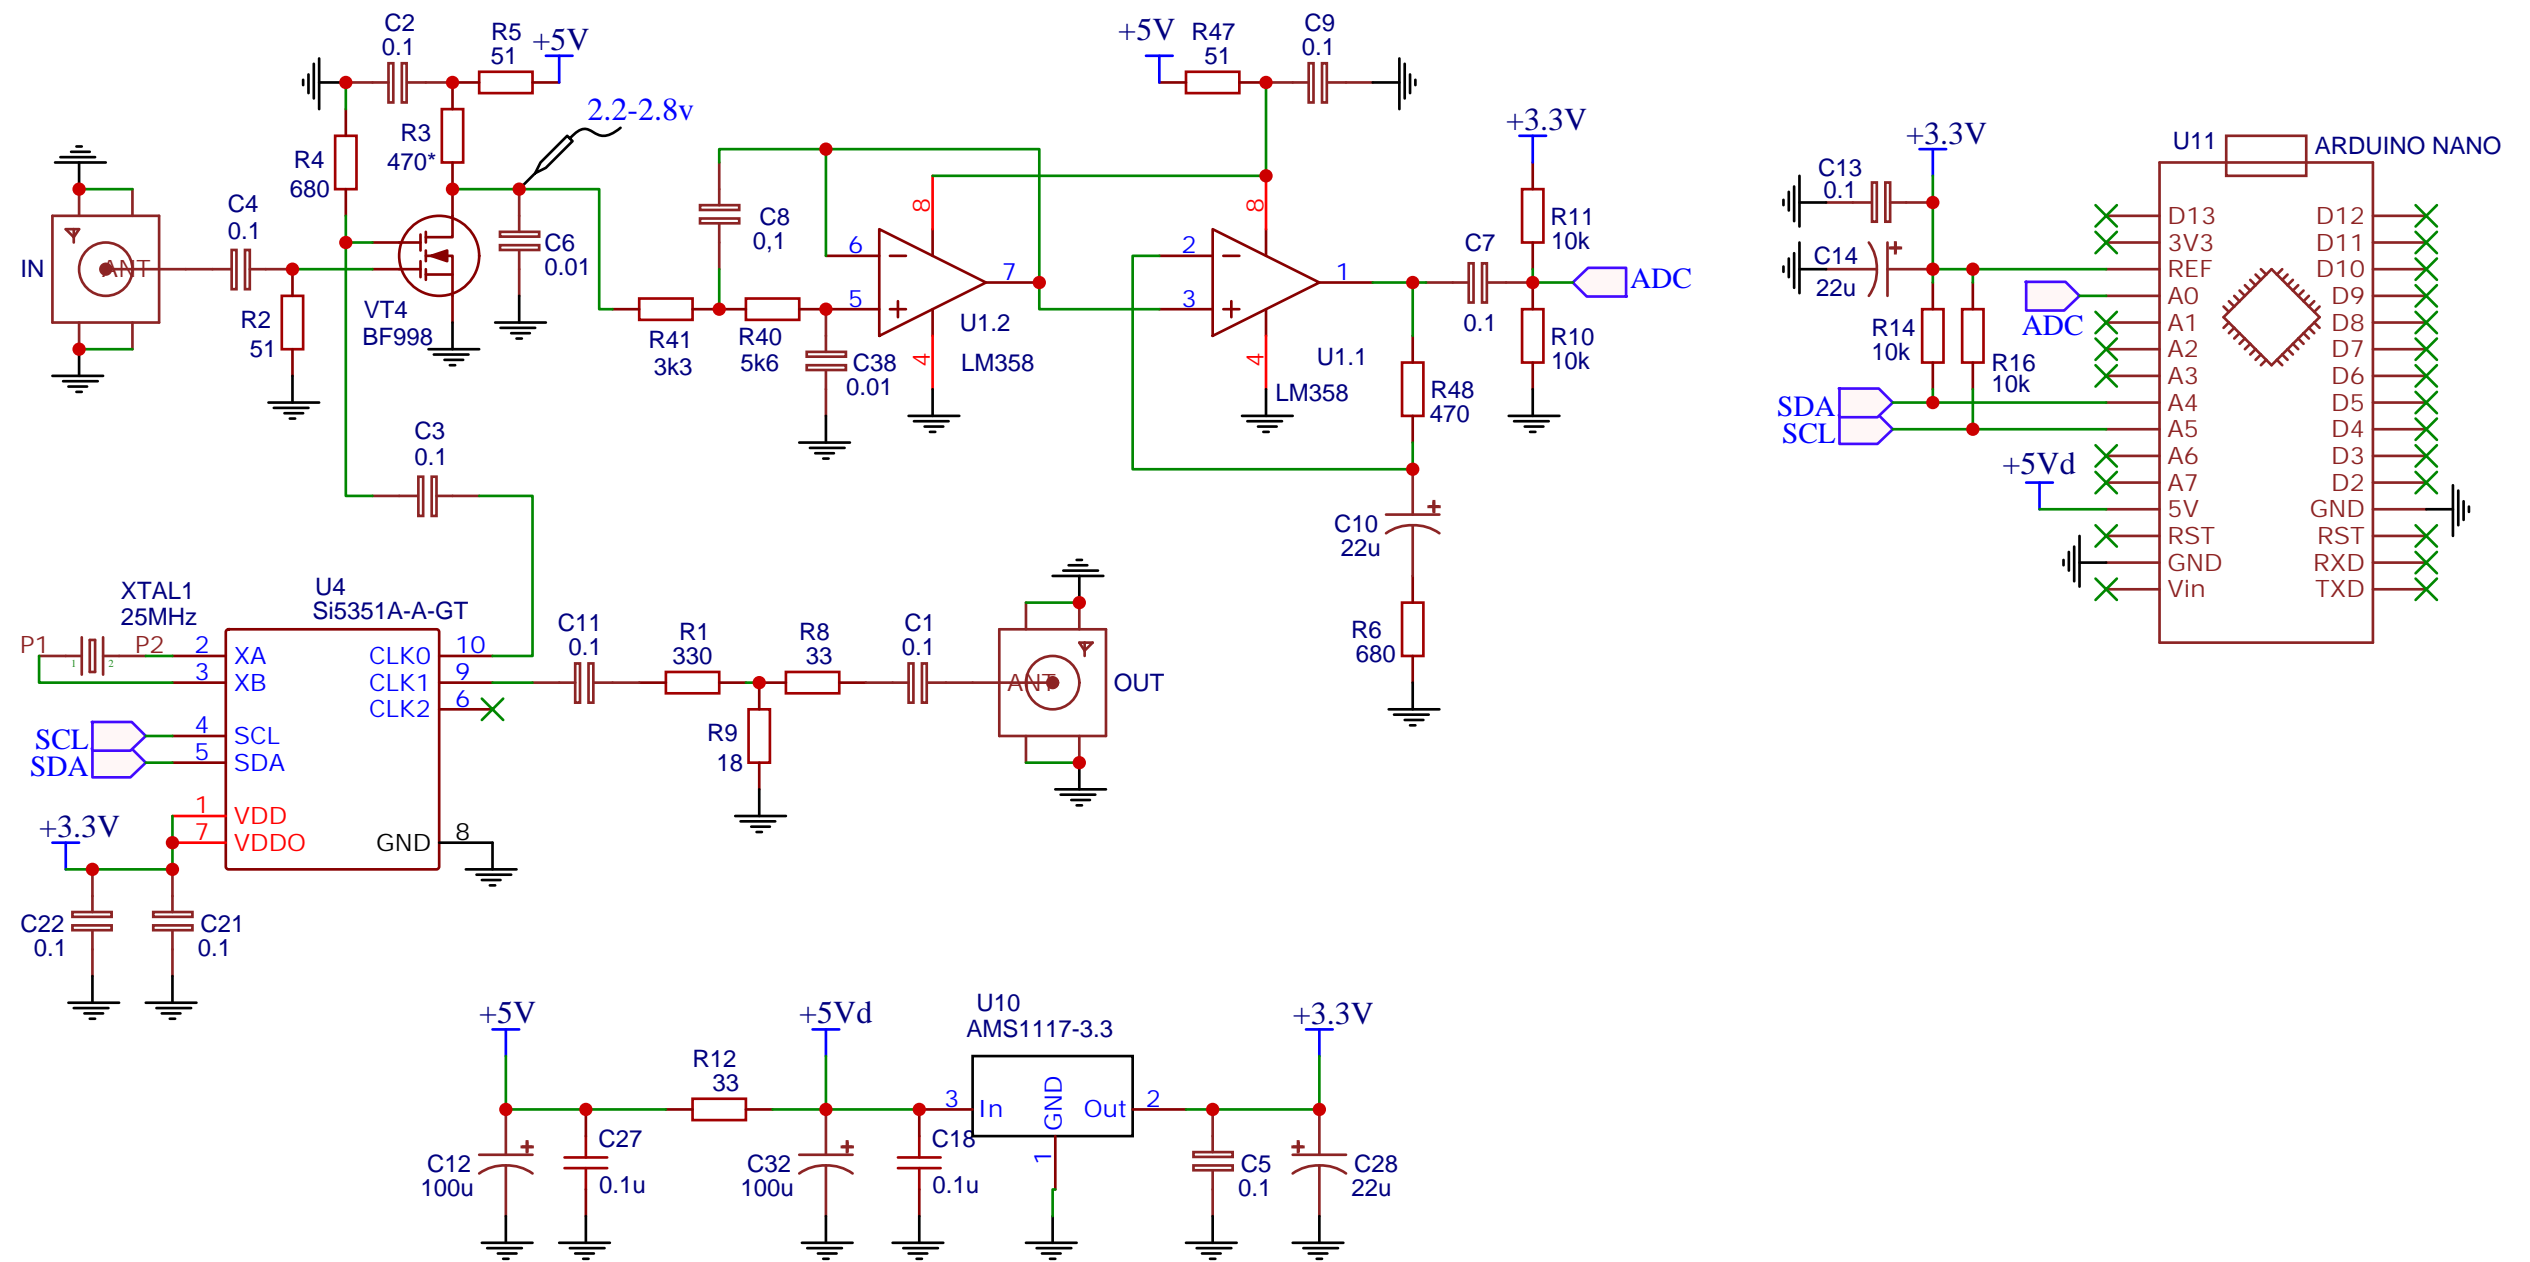 C2
0.1
R5
51
+5V
2.2-2.8v
R4
680
R3
470*
IN
ANT
C4
0.1
R2
51
VT4
BF998
C6
0.01
C3
0.1
+5V
R47
51
C9
0.1
C8
0,1
R41
3k3
R40
5k6
C38
0.01
8
6
5
7
4
U1.2
LM358
8
2
3
1
4
U1.1
LM358
+3.3V
R11
10k
C7
0.1
ADC
R10
10k
R48
470
C10
+
22u
R6
680
+3.3V
C13
0.1
C14
+
22u
R14
10k
R16
10k
ADC
SDA
SCL
+5Vd
U11
ARDUINO NANO
D13
3V3
REF
A0
A1
A2
A3
A4
A5
A6
A7
5V
RST
GND
Vin
D12
D11
D10
D9
D8
D7
D6
D5
D4
D3
D2
GND
RST
RXD
TXD
XTAL1
25MHz
P1
1
2
P2
U4
Si5351A-A-GT
2
XA
3
XB
4
SCL
5
SDA
1
VDD
7
VDDO
CLK0
10
CLK1
9
CLK2
6
GND
8
SCL
SDA
+3.3V
C22
0.1
C21
0.1
C11
0.1
R1
330
R8
33
R9
18
C1
0.1
ANT
OUT
+5V
C12
+
100u
C27
0.1u
R12
33
+5Vd
C32
+
100u
C18
0.1u
U10
AMS1117-3.3
3
In
GND
1
Out
2
C5
0.1
+3.3V
+
C28
22u